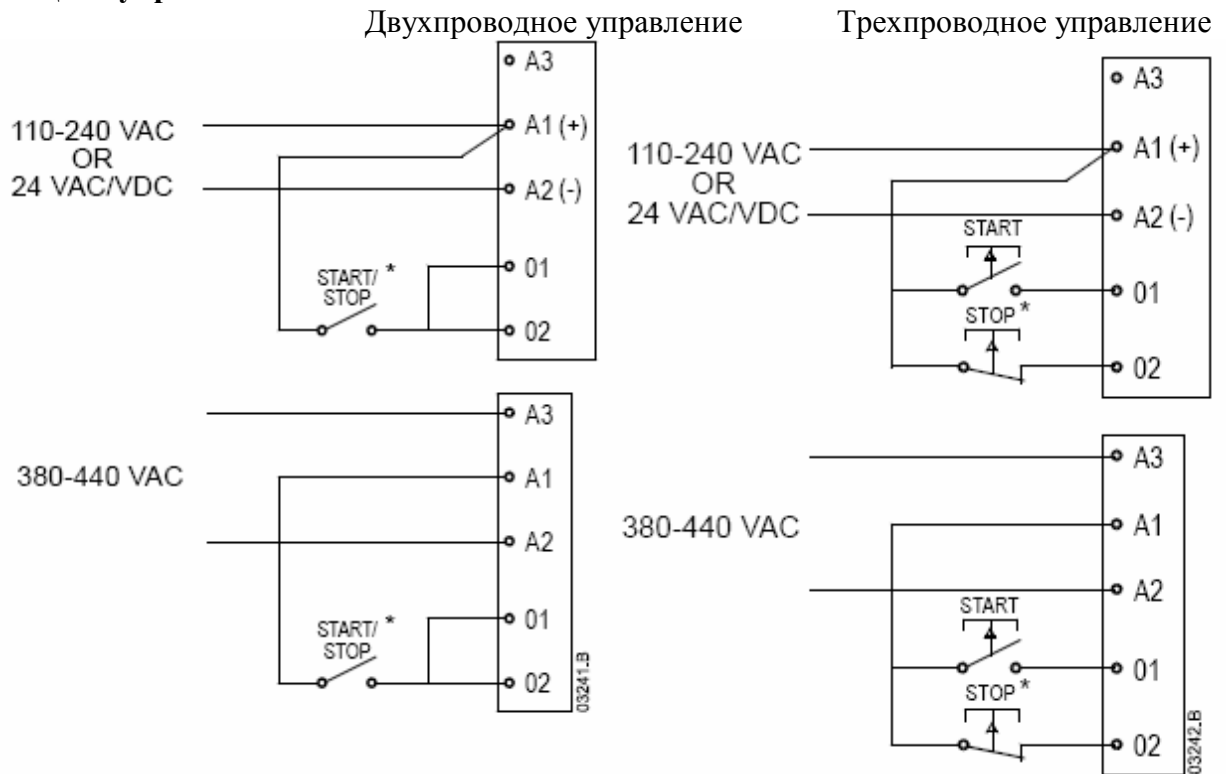 Двухпроводное управление
Трехпроводное управление
A3
110-240 VAC
OR
24 VAC/VDC
A1 (+)
A2 (-)
START/ *
STOP
01
02
A3
110-240 VAC
OR
24 VAC/VDC
A1 (+)
A2 (-)
START
01
STOP *
02
A3
380-440 VAC
A1
A2
START/ *
STOP
01
02
03241.B
A3
380-440 VAC
A1
A2
START
01
STOP *
02
03242.B